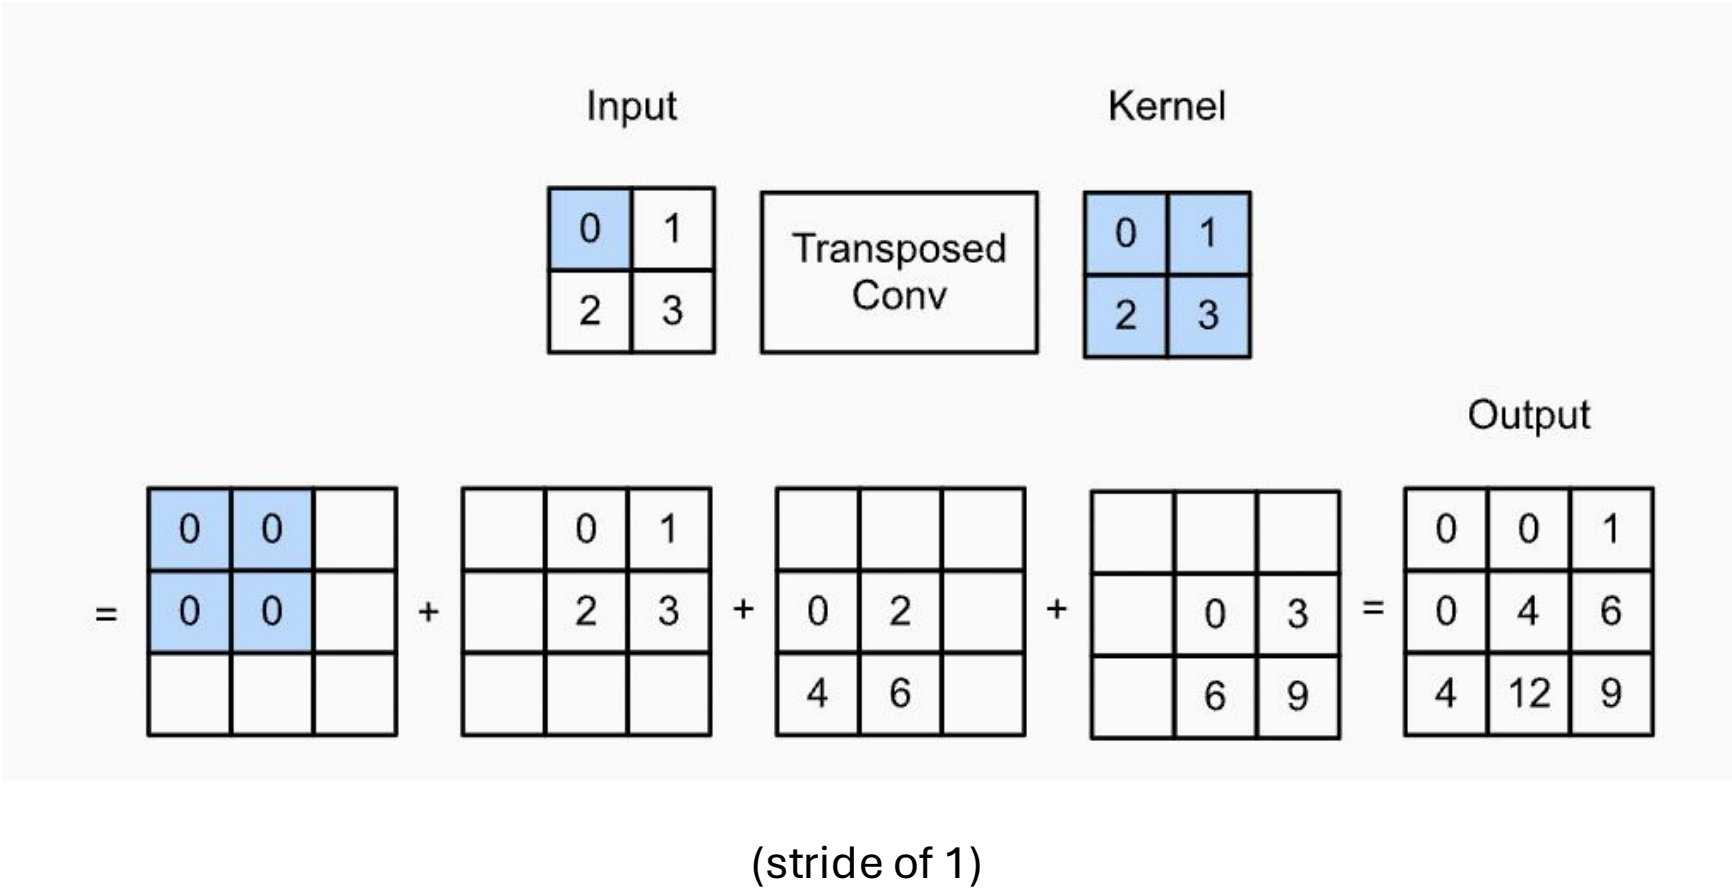 Input Kernel
0 1 Transposed Conv 0 1
2 3 2 3
Output
0 0 0 1 0 0 1
= 0 0 + 2 3 + 0 2 + 0 3 = 0 4 6
4 6 6 9 4 12 9
(stride of 1)